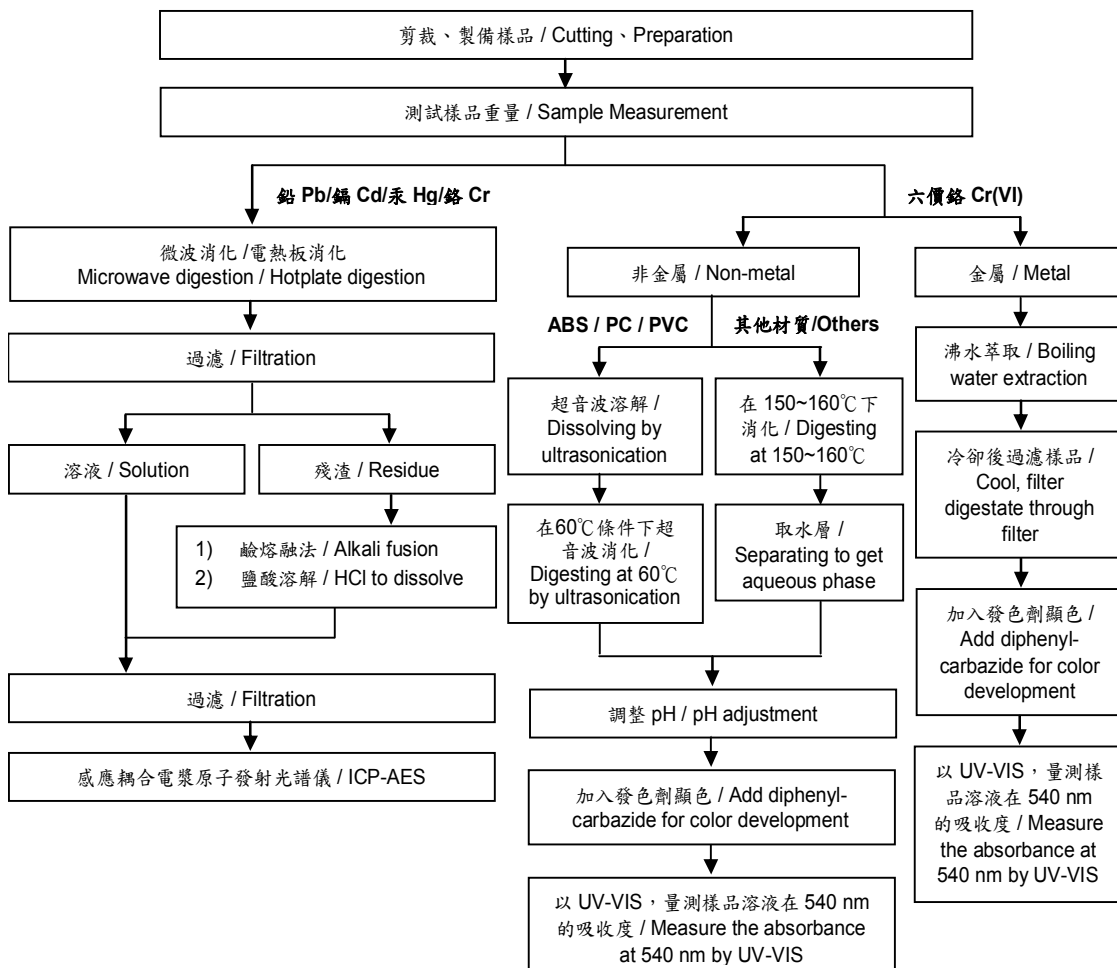 剪裁、製備樣品 / Cutting、Preparation
測試樣品重量 / Sample Measurement
鉛 Pb/鎘 Cd/汞 Hg/鉻 Cr
六價鉻 Cr(VI)
微波消化 /電熱板消化
Microwave digestion / Hotplate digestion
非金屬 / Non-metal
金屬 / Metal
ABS / PC / PVC
其他材質/Others
過濾 / Filtration
沸水萃取 / Boiling
water extraction
超音波溶解 /
Dissolving by
ultrasonication
在 150~160℃下
消化 / Digesting
at 150~160℃
溶液 / Solution
殘渣 / Residue
冷卻後過濾樣品 /
Cool, filter
digestate through
filter
1) 鹼熔融法 / Alkali fusion
2) 鹽酸溶解 / HCl to dissolve
在60℃條件下超
音波消化 /
Digesting at 60℃
by ultrasonication
取水層 /
Separating to get
aqueous phase
加入發色劑顯色 /
Add diphenyl-
carbazide for color
development
過濾 / Filtration
調整 pH / pH adjustment
感應耦合電漿原子發射光譜儀 / ICP-AES
加入發色劑顯色 / Add diphenyl-
carbazide for color development
以 UV-VIS，量測樣
品溶液在 540 nm
的吸收度 / Measure
the absorbance at
540 nm by UV-VIS
以 UV-VIS，量測樣品溶液在 540 nm
的吸收度 / Measure the absorbance
at 540 nm by UV-VIS